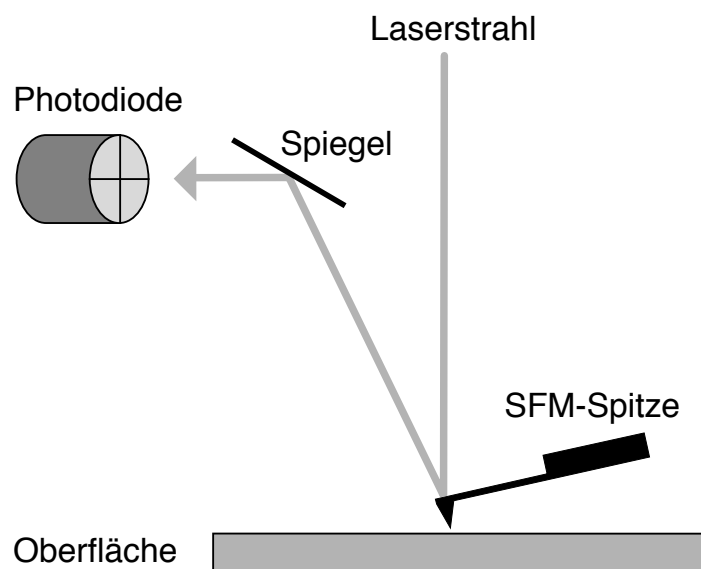 Laserstrahl
Photodiode
Spiegel
SFM-Spitze
Oberfläche